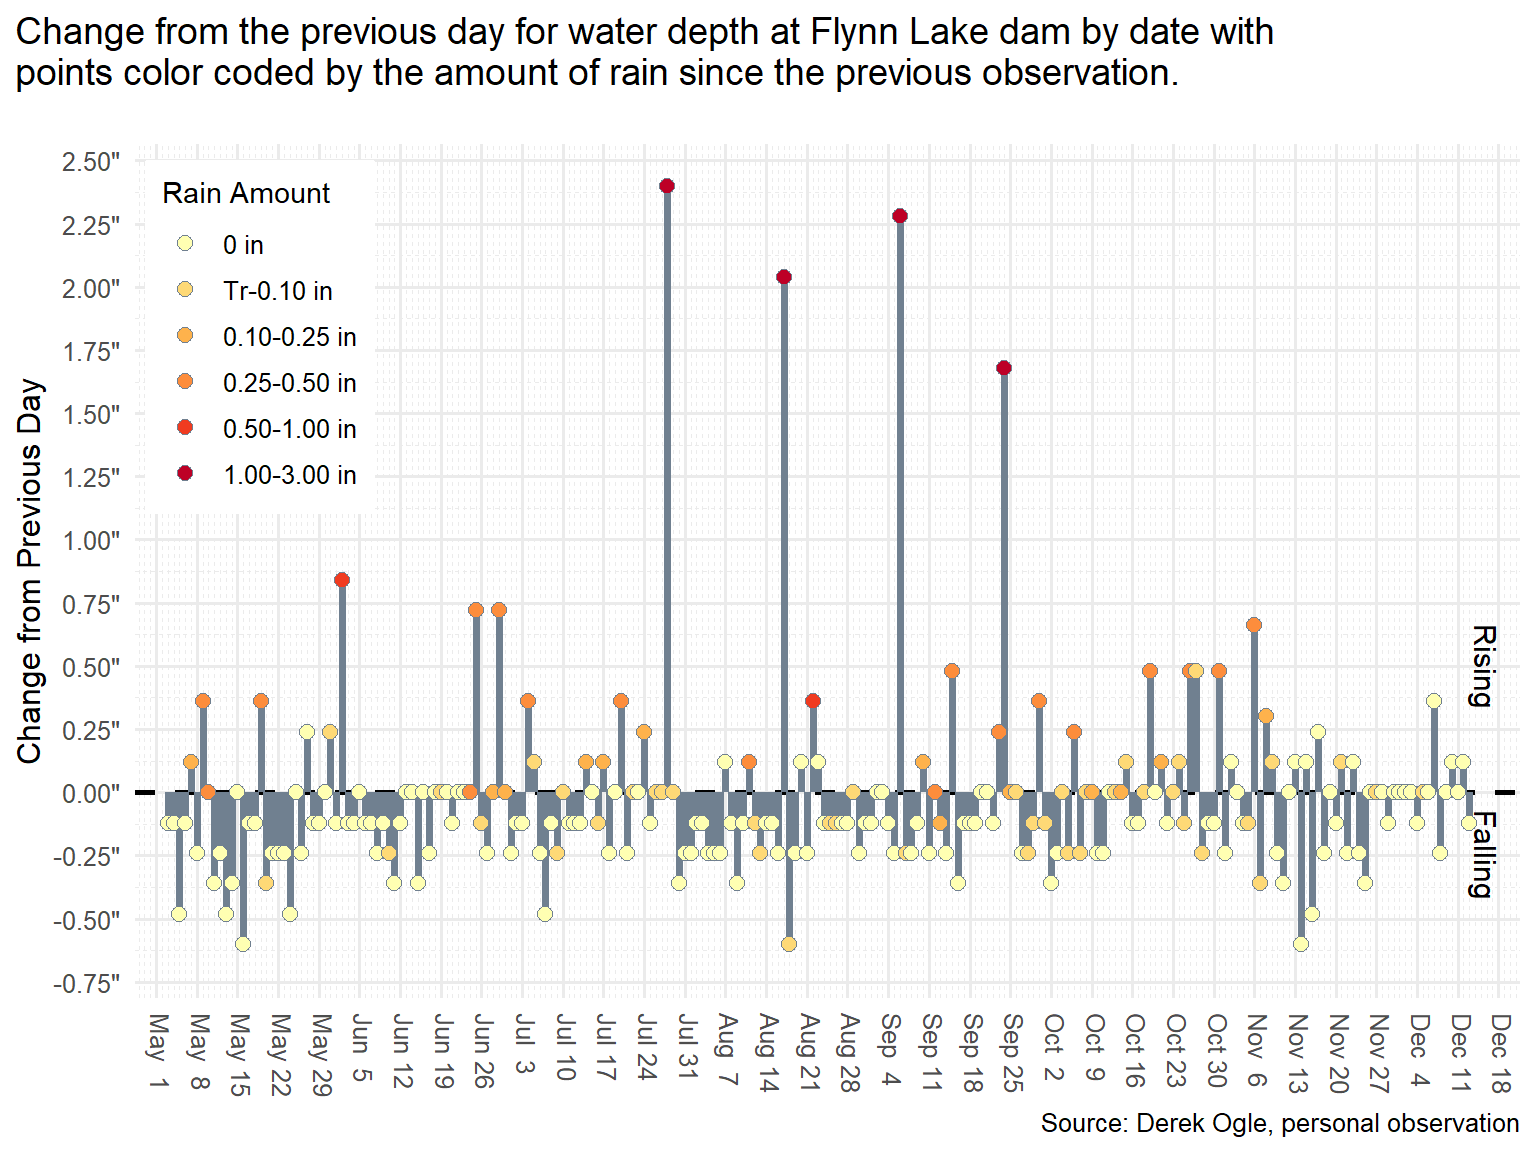 Change from the previous day for water depth at Flynn Lake dam by date with
points color coded by the amount of rain since the previous observation.
Change from Previous Day
2.50"
2.25"
2.00"
1.75"
1.50"
1.25"
1.00"
0.75"
0.50"
0.25"
0.00"
-0.25"
-0.50"
-0.75"
Rain Amount
0 in
Tr-0.10 in
0.10-0.25 in
0.25-0.50 in
0.50-1.00 in
1.00-3.00 in
Rising
Falling
May 1
May 8
May 15
May 22
May 29
Jun 5
Jun 12
Jun 19
Jun 26
Jul 3
Jul 10
Jul 17
Jul 24
Jul 31
Aug 7
Aug 14
Aug 21
Aug 28
Sep 4
Sep 11
Sep 18
Sep 25
Oct 2
Oct 9
Oct 16
Oct 23
Oct 30
Nov 6
Nov 13
Nov 20
Nov 27
Dec 4
Dec 11
Dec 18
Source: Derek Ogle, personal observation